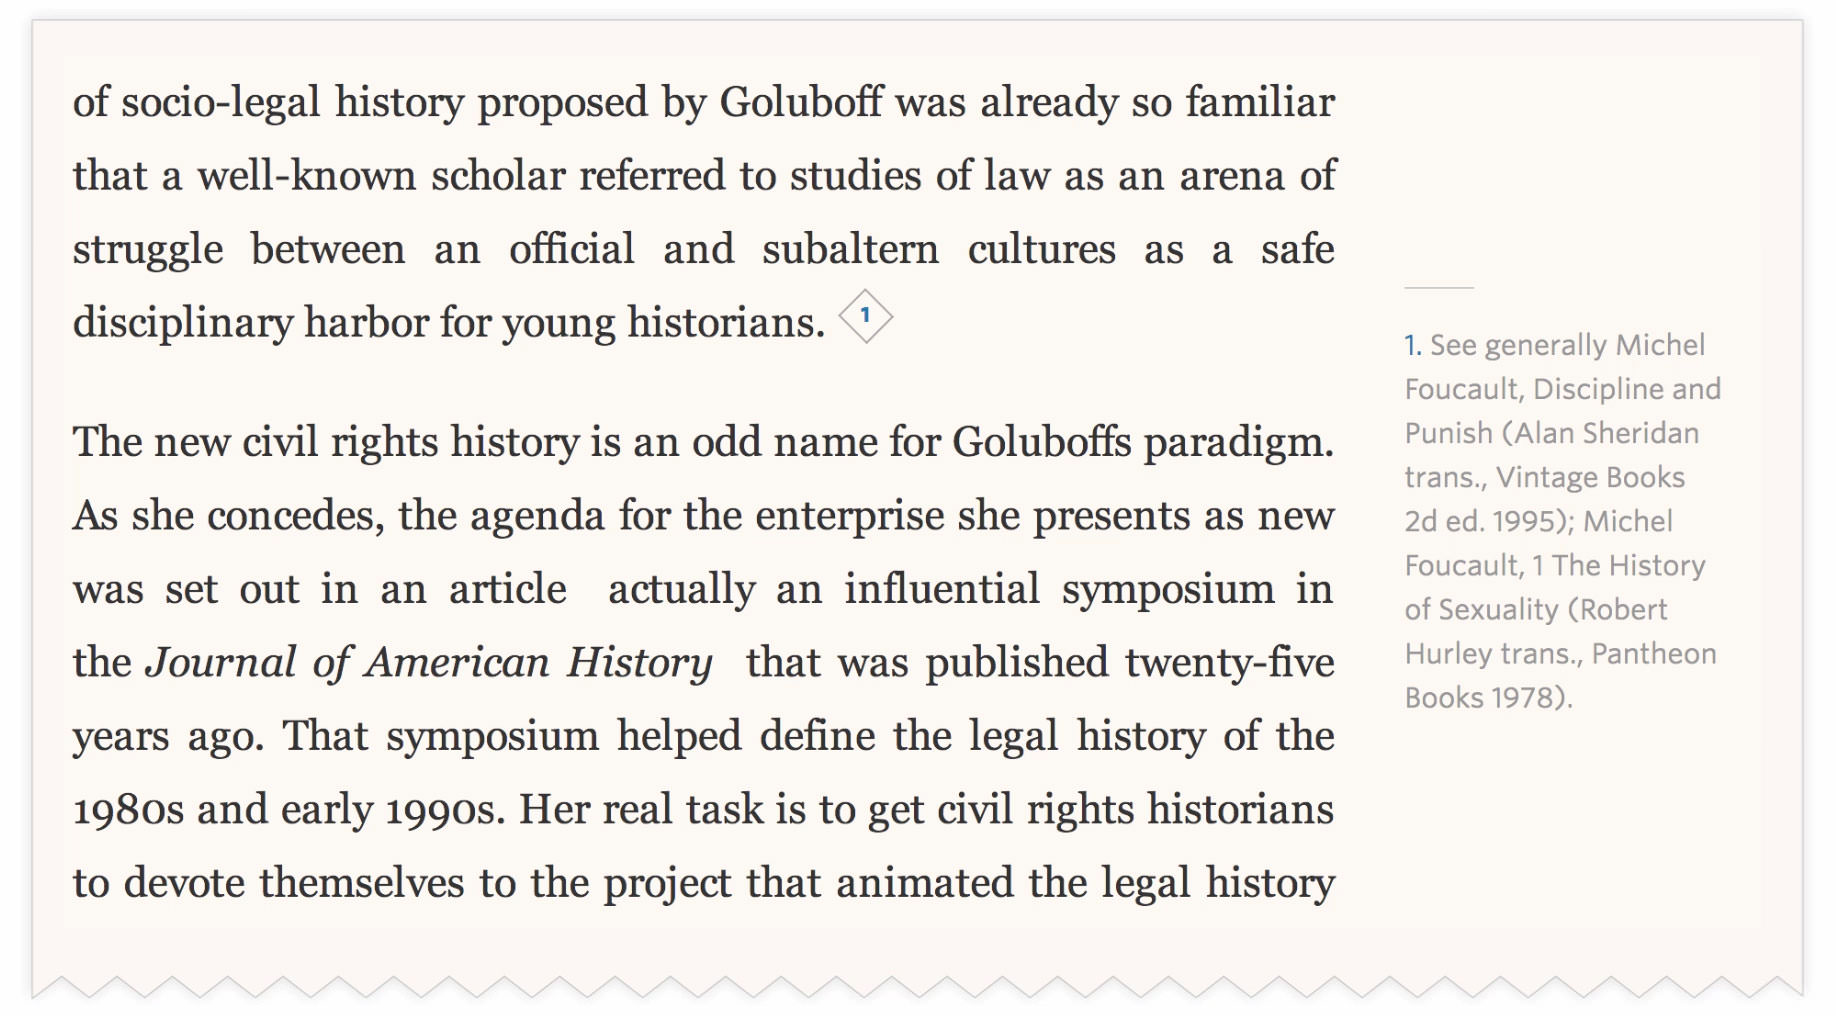 of socio-legal history proposed by Goluboff was already so familiar
that a well-known scholar referred to studies of law as an arena of
struggle between an official and subaltern cultures as a safe
disciplinary harbor for young historians. 1
The new civil rights history is an odd name for Goluboffs paradigm.
As she concedes, the agenda for the enterprise she presents as new
was set out in an article actually an influential symposium in
the Journal of American History that was published twenty-five
years ago. That symposium helped define the legal history of the
1980s and early 1990s. Her real task is to get civil rights historians
to devote themselves to the project that animated the legal history
1. See generally Michel
Foucault, Discipline and
Punish (Alan Sheridan
trans., Vintage Books
2d ed. 1995); Michel
Foucault, 1 The History
of Sexuality (Robert
Hurley trans., Pantheon
Books 1978).